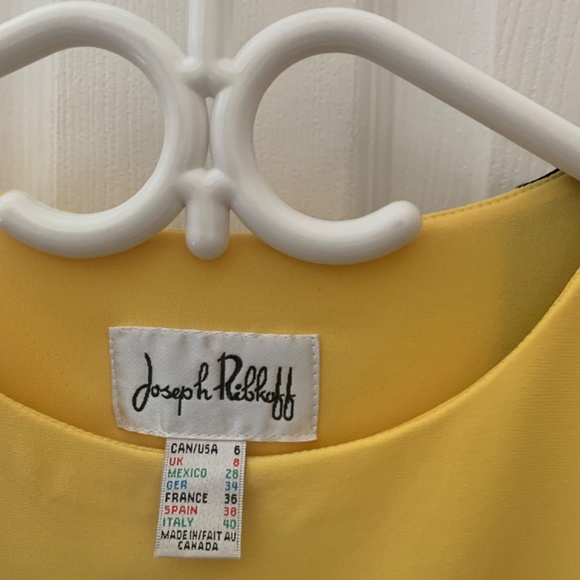 Joseph Ribkoff
CAN/USA 6
UK 8
MEXICO 28
GER 34
FRANCE 36
SPAIN 38
ITALY 40
MADE IN/FAIT AU
CANADA